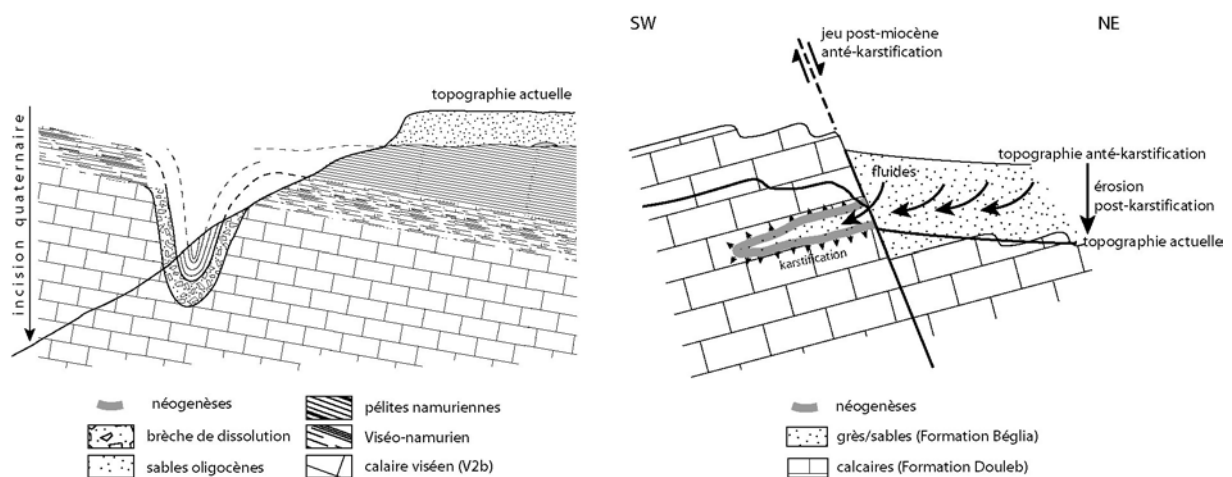 topographie actuelle
incision quaternaire
néogenèses
brèche de dissolution
sables oligocènes
pélites namuriennes
Viséo-namurien
calaire viséen (V2b)
SW
NE
jeu post-miocène
anté-karstification
topographie anté-karstification
fluides
érosion
post-karstification
topographie actuelle
karstification
néogenèses
grès/sables (Formation Béglia)
calcaires (Formation Douleb)